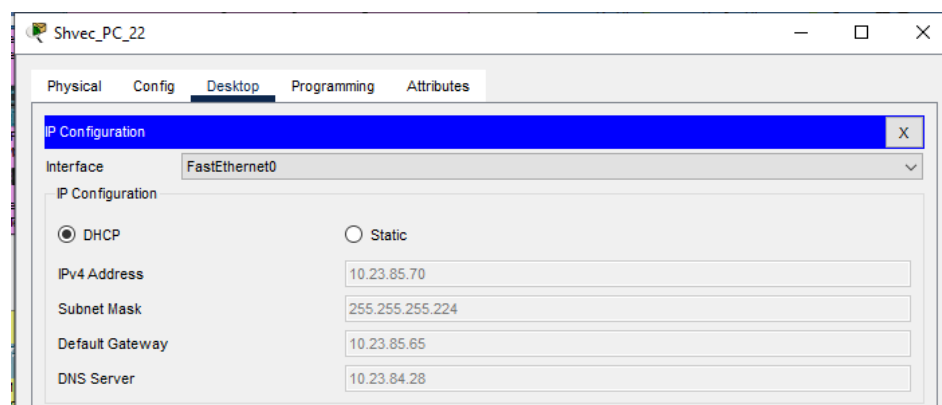 Shvec_PC_22
Physical Config Desktop Programming Attributes
IP Configuration X
Interface FastEthernet0
IP Configuration
DHCP Static
IPv4 Address 10.23.85.70
Subnet Mask 255.255.255.224
Default Gateway 10.23.85.65
DNS Server 10.23.84.28